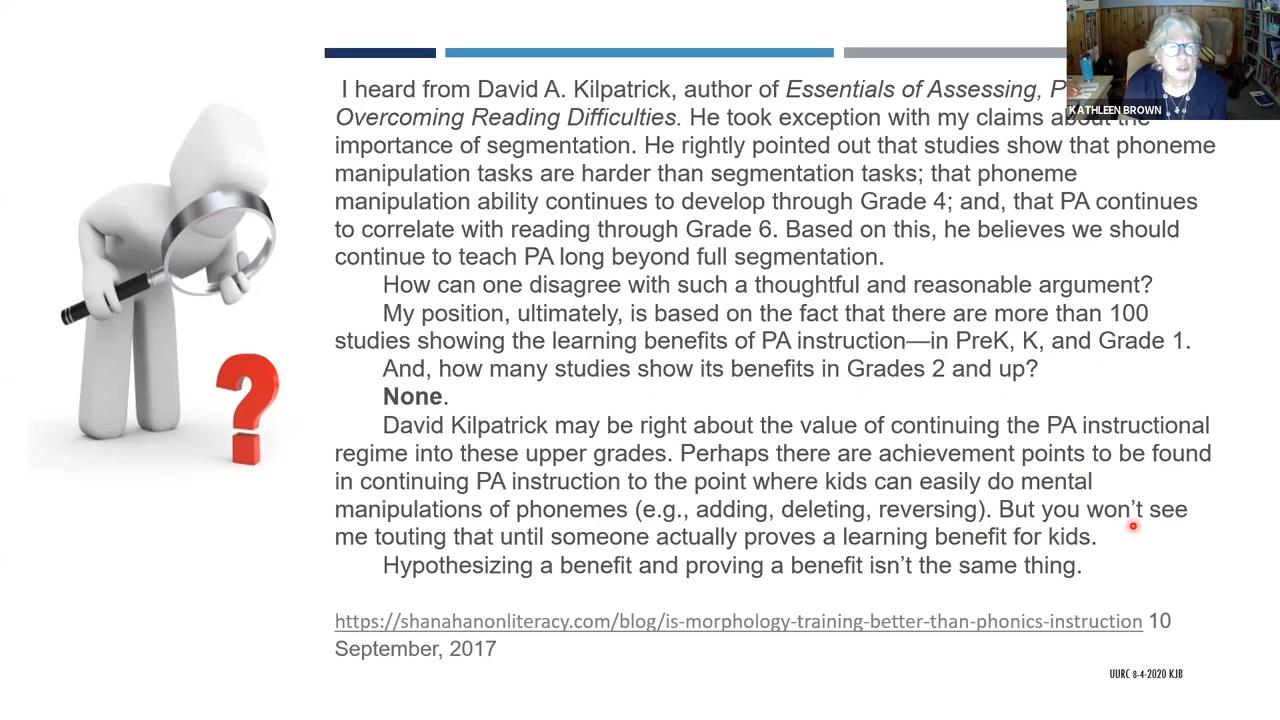 I heard from David A. Kilpatrick, author of Essentials of Assessing, P
KATHLEEN BROWN
Overcoming Reading Difficulties. He took exception with my claims about the
importance of segmentation. He rightly pointed out that studies show that phoneme
manipulation tasks are harder than segmentation tasks; that phoneme
manipulation ability continues to develop through Grade 4; and, that PA continues
to correlate with reading through Grade 6. Based on this, he believes we should
continue to teach PA long beyond full segmentation.
How can one disagree with such a thoughtful and reasonable argument?
My position, ultimately, is based on the fact that there are more than 100
studies showing the learning benefits of PA instruction—in PreK, K, and Grade 1.
And, how many studies show its benefits in Grades 2 and up?
None.
David Kilpatrick may be right about the value of continuing the PA instructional
regime into these upper grades. Perhaps there are achievement points to be found
in continuing PA instruction to the point where kids can easily do mental
manipulations of phonemes (e.g., adding, deleting, reversing). But you won’t see
me touting that until someone actually proves a learning benefit for kids.
Hypothesizing a benefit and proving a benefit isn’t the same thing.
https://shanahanonliteracy.com/blog/is-morphology-training-better-than-phonics-instruction 10
September, 2017
UURC 8-4-2020 KJB